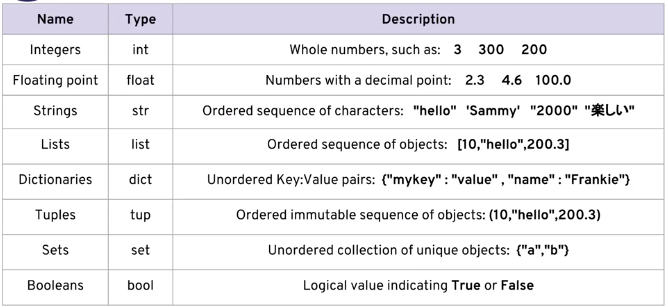 Name Type Description
Integers int Whole numbers, such as: 3 300 200
Floating point float Numbers with a decimal point: 2.3 4.6 100.0
Strings str Ordered sequence of characters: "hello" 'Sammy' "2000" "楽しい"
Lists list Ordered sequence of objects: [10,"hello",200.3]
Dictionaries dict Unordered Key:Value pairs: {"mykey" : "value" , "name" : "Frankie"}
Tuples tup Ordered immutable sequence of objects: (10,"hello",200.3)
Sets set Unordered collection of unique objects: {"a","b"}
Booleans bool Logical value indicating True or False